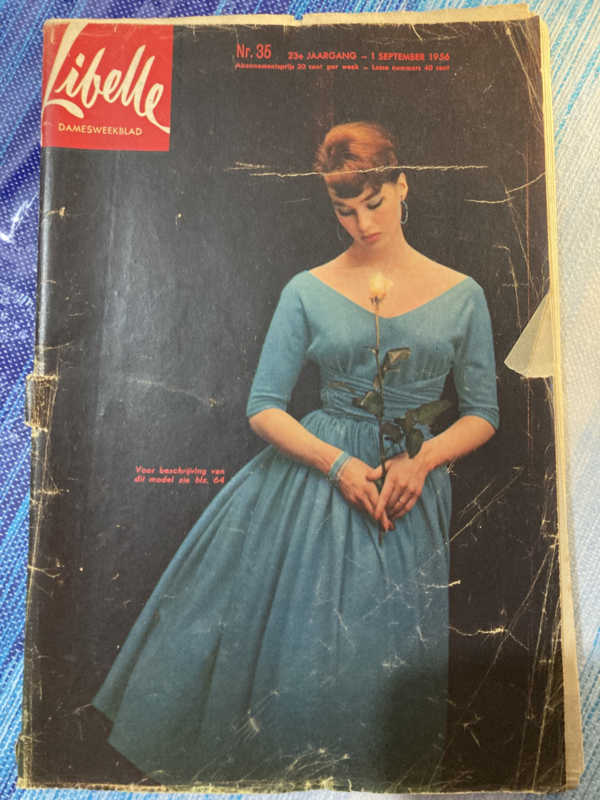 Libelle
DAMESWEEKBLAD
Nr. 35 23e JAARGANG – 1 SEPTEMBER 1956
Abonnementsprijs 30 cent per week – Losse nummers 40 cent
Voor beschrijving van
dit model zie blz. 64